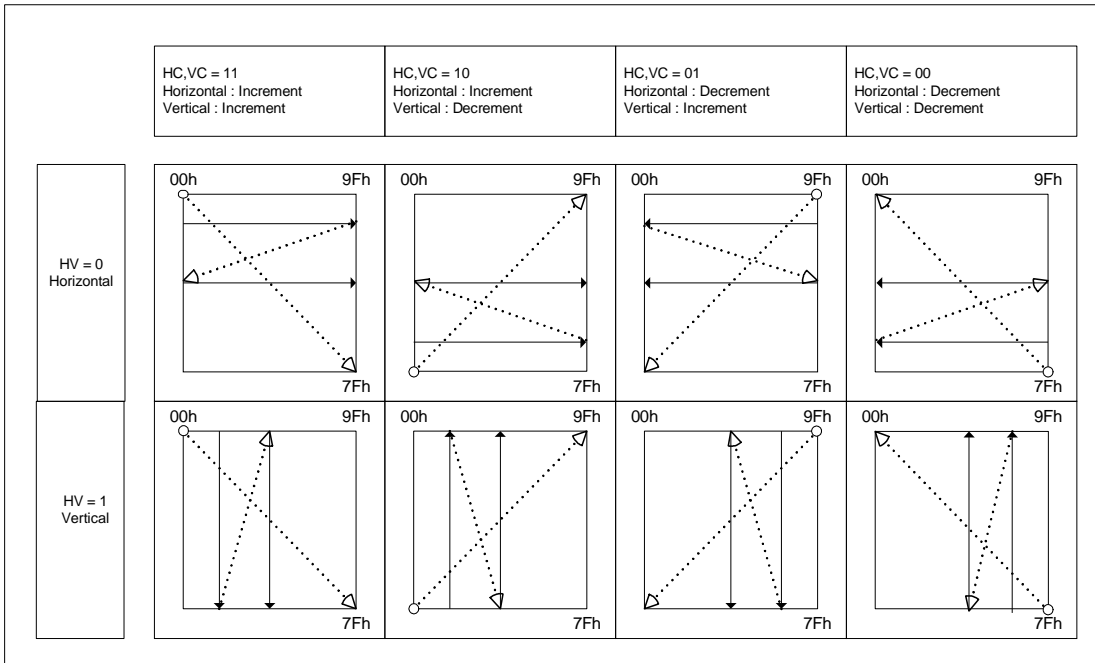 HC,VC = 11
Horizontal : Increment
Vertical : Increment
HC,VC = 10
Horizontal : Increment
Vertical : Decrement
HC,VC = 01
Horizontal : Decrement
Vertical : Increment
HC,VC = 00
Horizontal : Decrement
Vertical : Decrement
HV = 0
Horizontal
00h 9Fh
7Fh
00h 9Fh
7Fh
00h 9Fh
7Fh
00h 9Fh
7Fh
HV = 1
Vertical
00h 9Fh
7Fh
00h 9Fh
7Fh
00h 9Fh
7Fh
00h 9Fh
7Fh